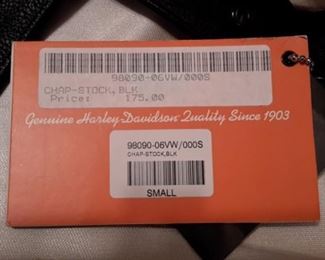 98090-06VW/000S
CHAP-STOCK,BLK
Price: 175.00
Genuine Harley-Davidson Quality Since 1903
98090-06VW/000S
CHAP-STOCK,BLK
SMALL